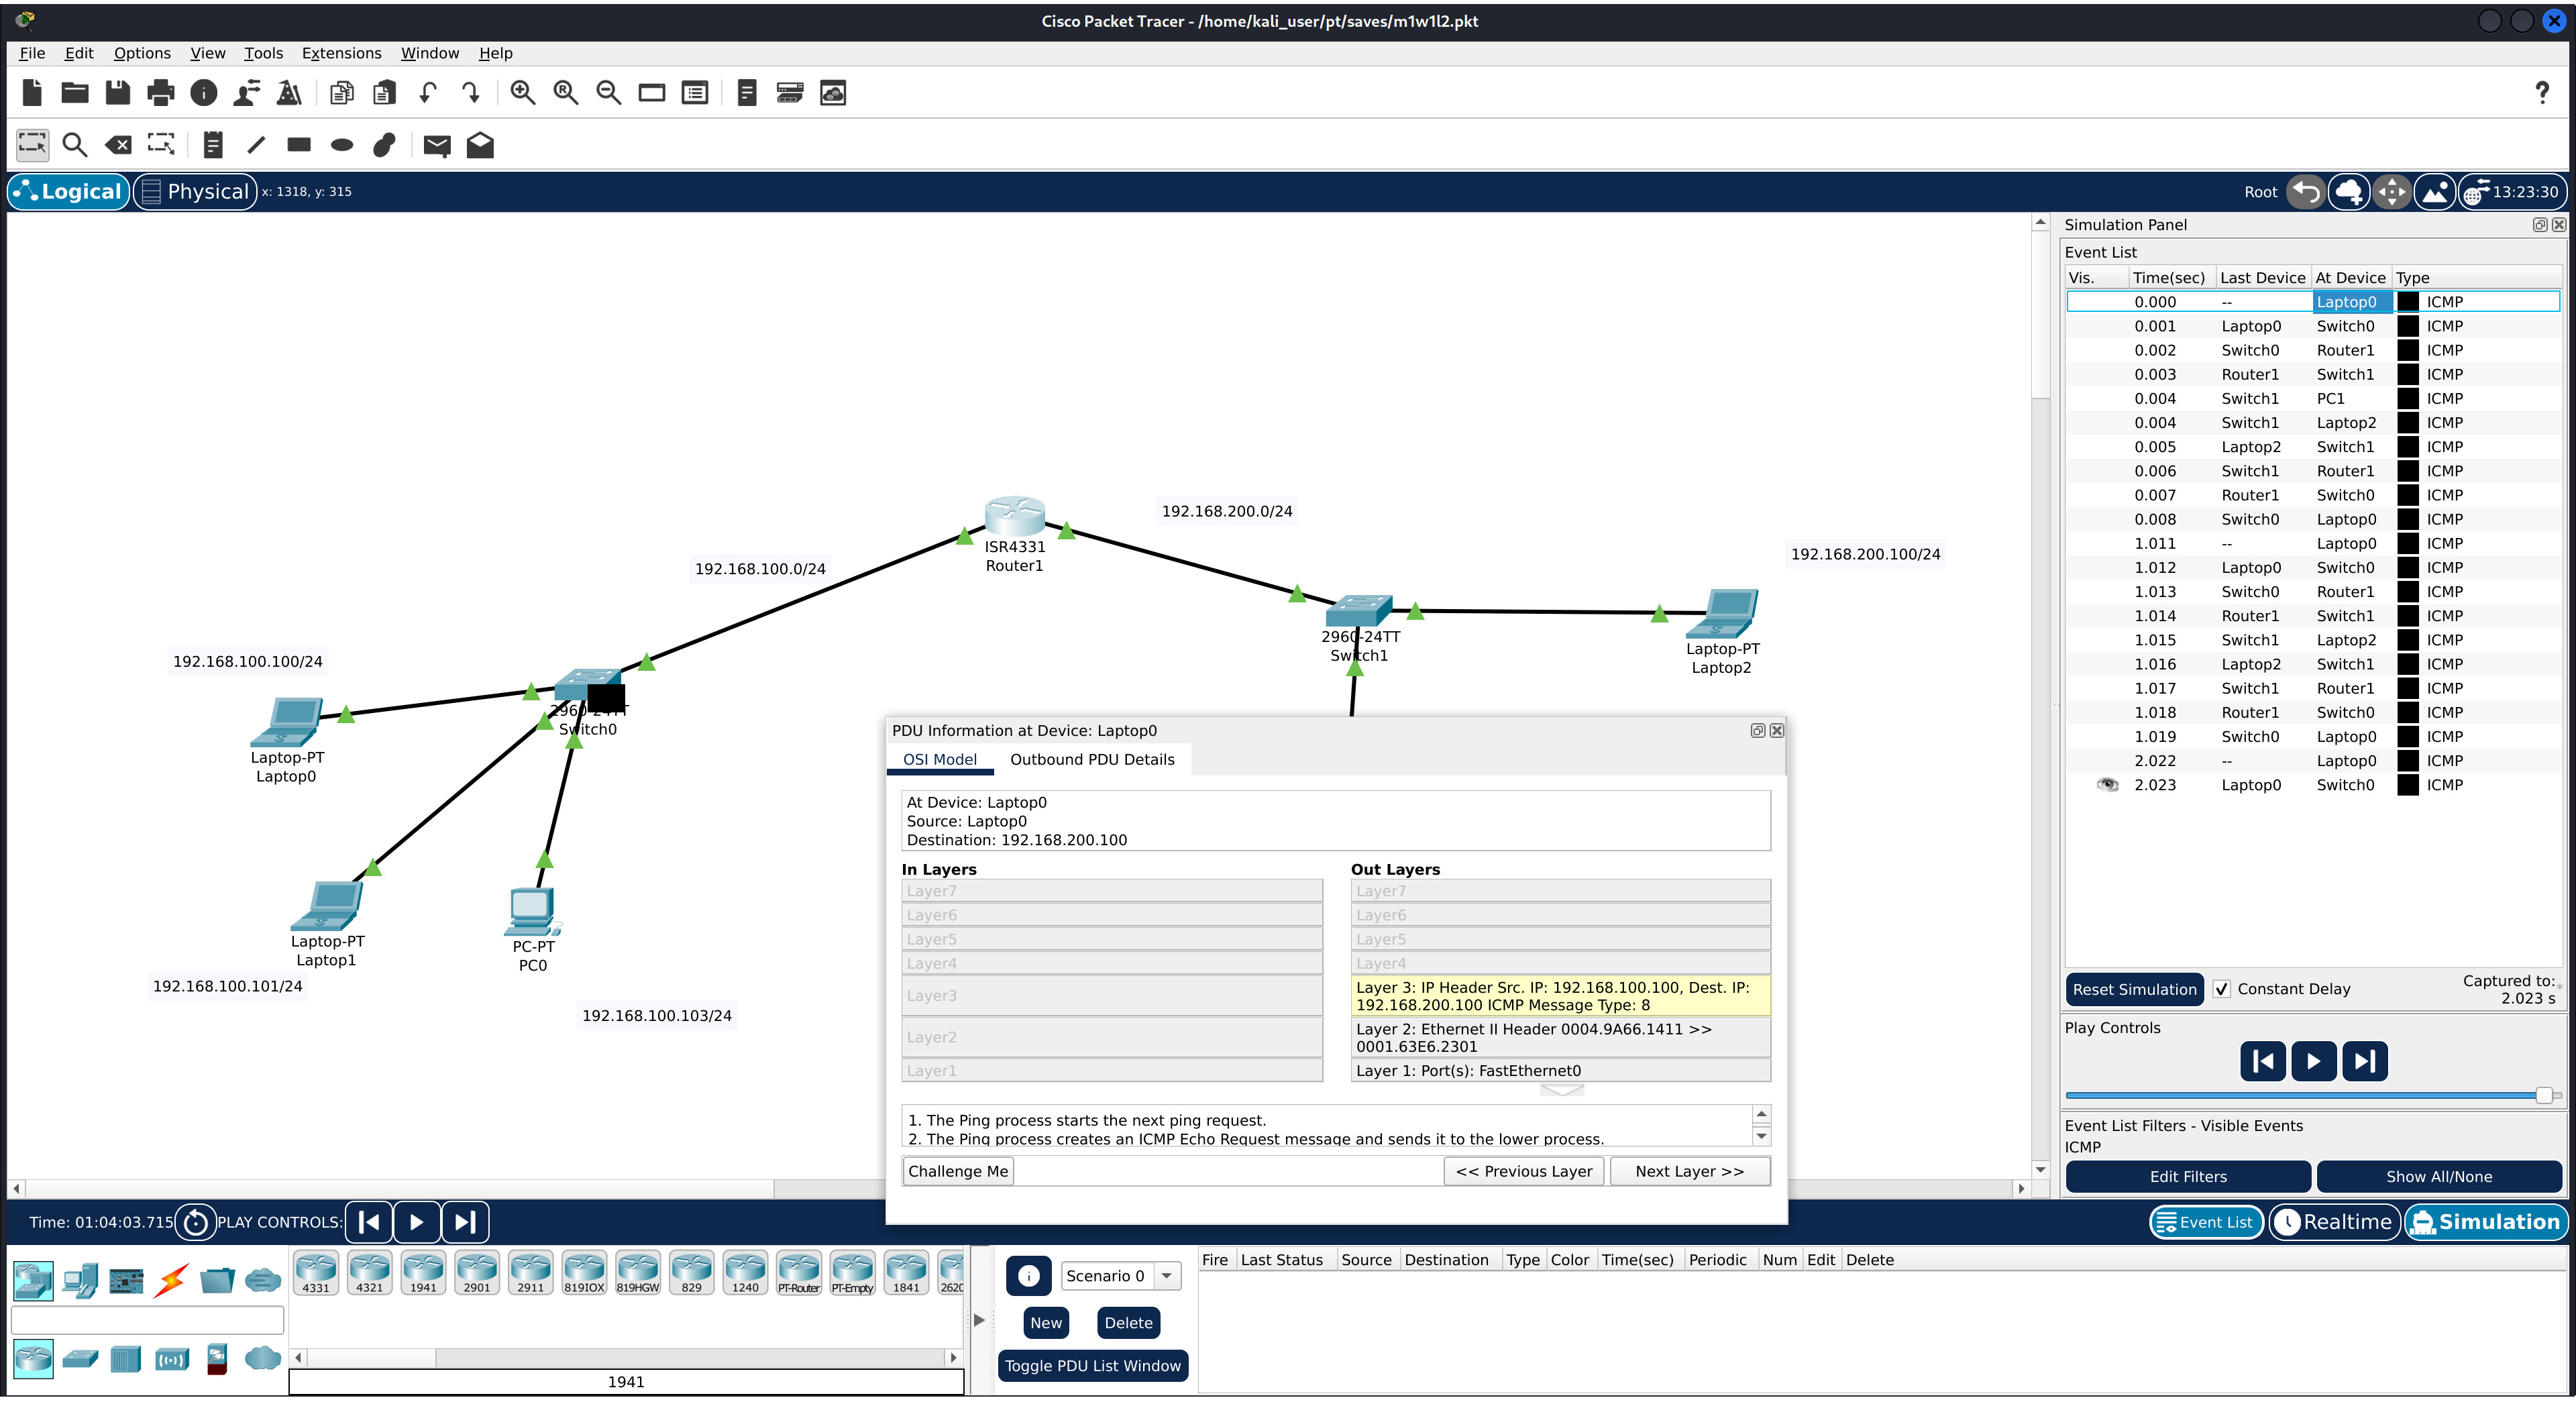 Cisco Packet Tracer - /home/kali_user/pt/saves/m1w1l2.pkt
File Edit Options View Tools Extensions Window Help
Logical Physical x: 1318, y: 315 Root 13:23:30
Simulation Panel
Event List
Vis. Time(sec) Last Device At Device Type
0.000 -- Laptop0 ICMP
0.001 Laptop0 Switch0 ICMP
0.002 Switch0 Router1 ICMP
0.003 Router1 Switch1 ICMP
0.004 Switch1 PC1 ICMP
0.004 Switch1 Laptop2 ICMP
0.005 Laptop2 Switch1 ICMP
0.006 Switch1 Router1 ICMP
0.007 Router1 Switch0 ICMP
0.008 Switch0 Laptop0 ICMP
1.011 -- Laptop0 ICMP
1.012 Laptop0 Switch0 ICMP
1.013 Switch0 Router1 ICMP
1.014 Router1 Switch1 ICMP
1.015 Switch1 Laptop2 ICMP
1.016 Laptop2 Switch1 ICMP
1.017 Switch1 Router1 ICMP
1.018 Router1 Switch0 ICMP
1.019 Switch0 Laptop0 ICMP
2.022 -- Laptop0 ICMP
2.023 Laptop0 Switch0 ICMP
Reset Simulation Constant Delay Captured to:*
2.023 s
Play Controls
Event List Filters - Visible Events
ICMP
Edit Filters Show All/None
192.168.200.0/24
ISR4331
Router1
192.168.100.0/24
192.168.200.100/24
2960-24TT
Switch1
Laptop-PT
Laptop2
192.168.100.100/24
2960-24TT
Switch0
Laptop-PT
Laptop0
Laptop-PT
Laptop1
PC-PT
PC0
192.168.100.101/24
192.168.100.103/24
PDU Information at Device: Laptop0
OSI Model Outbound PDU Details
At Device: Laptop0
Source: Laptop0
Destination: 192.168.200.100
In Layers
Layer7
Layer6
Layer5
Layer4
Layer3
Layer2
Layer1
Out Layers
Layer7
Layer6
Layer5
Layer4
Layer 3: IP Header Src. IP: 192.168.100.100, Dest. IP:
192.168.200.100 ICMP Message Type: 8
Layer 2: Ethernet II Header 0004.9A66.1411 >>
0001.63E6.2301
Layer 1: Port(s): FastEthernet0
1. The Ping process starts the next ping request.
2. The Ping process creates an ICMP Echo Request message and sends it to the lower process.
Challenge Me << Previous Layer Next Layer >>
Time: 01:04:03.715 PLAY CONTROLS: Event List Realtime Simulation
4331 4321 1941 2901 2911 819IOX 819HGW 829 1240 PT-Router PT-Empty 1841 2620
1941
Scenario 0
New Delete
Toggle PDU List Window
Fire Last Status Source Destination Type Color Time(sec) Periodic Num Edit Delete